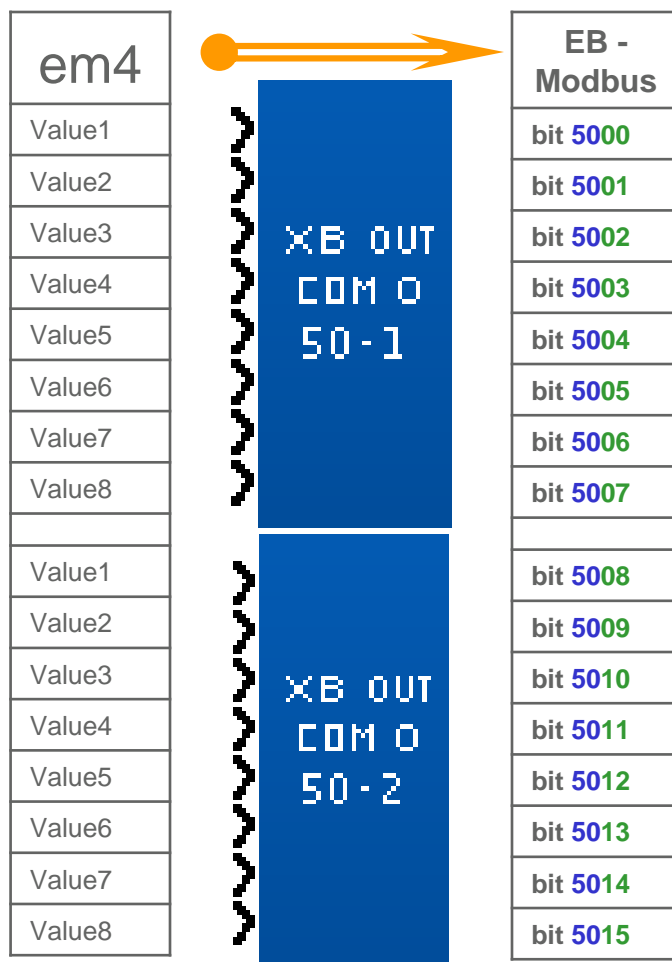 em4
Value1
Value2
Value3
Value4
Value5
Value6
Value7
Value8
Value1
Value2
Value3
Value4
Value5
Value6
Value7
Value8
XB OUT
COM O
50-1
XB OUT
COM O
50-2
EB -
Modbus
bit 5000
bit 5001
bit 5002
bit 5003
bit 5004
bit 5005
bit 5006
bit 5007
bit 5008
bit 5009
bit 5010
bit 5011
bit 5012
bit 5013
bit 5014
bit 5015